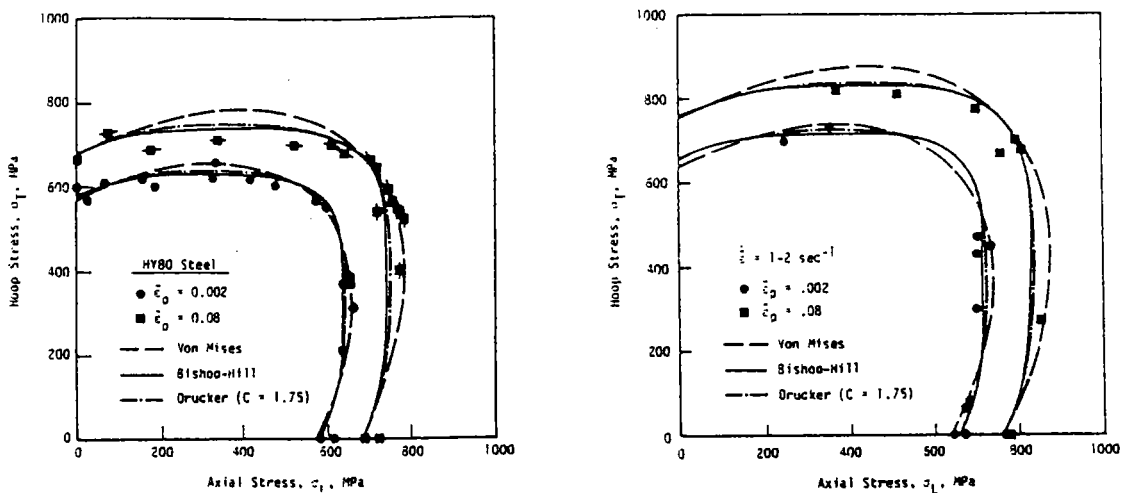 1000
800
600
400
200
0
Hoop Stress, σT, MPa
HY80 Steel
ε̄p = 0.002
ε̄p = 0.08
Von Mises
Bishop-Hill
Drucker (C = 1.75)
0 200 400 600 800 1000
Axial Stress, σL, MPa
1000
800
600
400
200
0
Hoop Stress, σT, MPa
ε̄ = 1-2 sec-1
ε̄p = .002
ε̄p = .08
Von Mises
Bishop-Hill
Drucker (C = 1.75)
0 200 400 600 800 1000
Axial Stress, σL, MPa